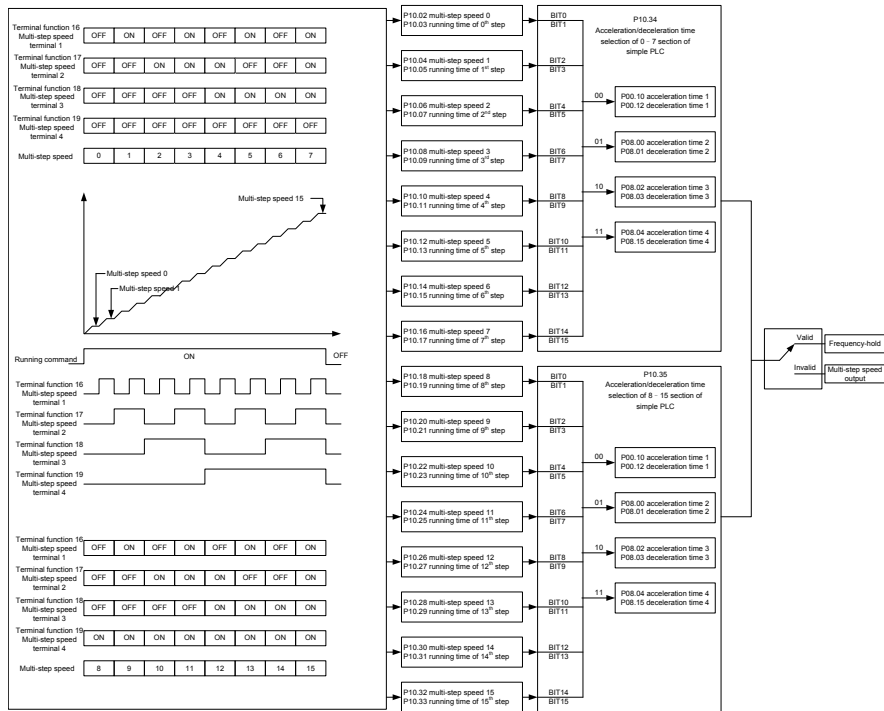 Terminal function 16
Multi-step speed
terminal 1
OFF ON OFF ON OFF ON OFF ON
Terminal function 17
Multi-step speed
terminal 2
OFF OFF ON ON OFF OFF ON ON
Terminal function 18
Multi-step speed
terminal 3
OFF OFF OFF OFF ON ON ON ON
Terminal function 19
Multi-step speed
terminal 4
OFF OFF OFF OFF OFF OFF OFF OFF
Multi-step speed
0 1 2 3 4 5 6 7
Multi-step speed 15
Multi-step speed 0
Multi-step speed 1
Running command
ON
OFF
Terminal function 16
Multi-step speed
terminal 1
Terminal function 17
Multi-step speed
terminal 2
Terminal function 18
Multi-step speed
terminal 3
Terminal function 19
Multi-step speed
terminal 4
Terminal function 16
Multi-step speed
terminal 1
OFF ON OFF ON OFF ON OFF ON
Terminal function 17
Multi-step speed
terminal 2
OFF OFF ON ON OFF OFF ON ON
Terminal function 18
Multi-step speed
terminal 3
OFF OFF OFF OFF ON ON ON ON
Terminal function 19
Multi-step speed
terminal 4
ON ON ON ON ON ON ON ON
Multi-step speed
8 9 10 11 12 13 14 15
P10.02 multi-step speed 0
P10.03 running time of 0th step
P10.04 multi-step speed 1
P10.05 running time of 1st step
P10.06 multi-step speed 2
P10.07 running time of 2nd step
P10.08 multi-step speed 3
P10.09 running time of 3rd step
P10.10 multi-step speed 4
P10.11 running time of 4th step
P10.12 multi-step speed 5
P10.13 running time of 5th step
P10.14 multi-step speed 6
P10.15 running time of 6th step
P10.16 multi-step speed 7
P10.17 running time of 7th step
P10.18 multi-step speed 8
P10.19 running time of 8th step
P10.20 multi-step speed 9
P10.21 running time of 9th step
P10.22 multi-step speed 10
P10.23 running time of 10th step
P10.24 multi-step speed 11
P10.25 running time of 11th step
P10.26 multi-step speed 12
P10.27 running time of 12th step
P10.28 multi-step speed 13
P10.29 running time of 13th step
P10.30 multi-step speed 14
P10.31 running time of 14th step
P10.32 multi-step speed 15
P10.33 running time of 15th step
BIT0
BIT1
BIT2
BIT3
BIT4
BIT5
BIT6
BIT7
BIT8
BIT9
BIT10
BIT11
BIT12
BIT13
BIT14
BIT15
P10.34
Acceleration/deceleration time
selection of 0 - 7 section of
simple PLC
00
P00.10 acceleration time 1
P00.12 deceleration time 1
01
P08.00 acceleration time 2
P08.01 deceleration time 2
10
P08.02 acceleration time 3
P08.03 deceleration time 3
11
P08.04 acceleration time 4
P08.15 deceleration time 4
BIT0
BIT1
BIT2
BIT3
BIT4
BIT5
BIT6
BIT7
BIT8
BIT9
BIT10
BIT11
BIT12
BIT13
BIT14
BIT15
P10.35
Acceleration/deceleration time
selection of 8 - 15 section of
simple PLC
00
P00.10 acceleration time 1
P00.12 deceleration time 1
01
P08.00 acceleration time 2
P08.01 deceleration time 2
10
P08.02 acceleration time 3
P08.03 deceleration time 3
11
P08.04 acceleration time 4
P08.15 deceleration time 4
Valid
Frequency-hold
Invalid
Multi-step speed
output